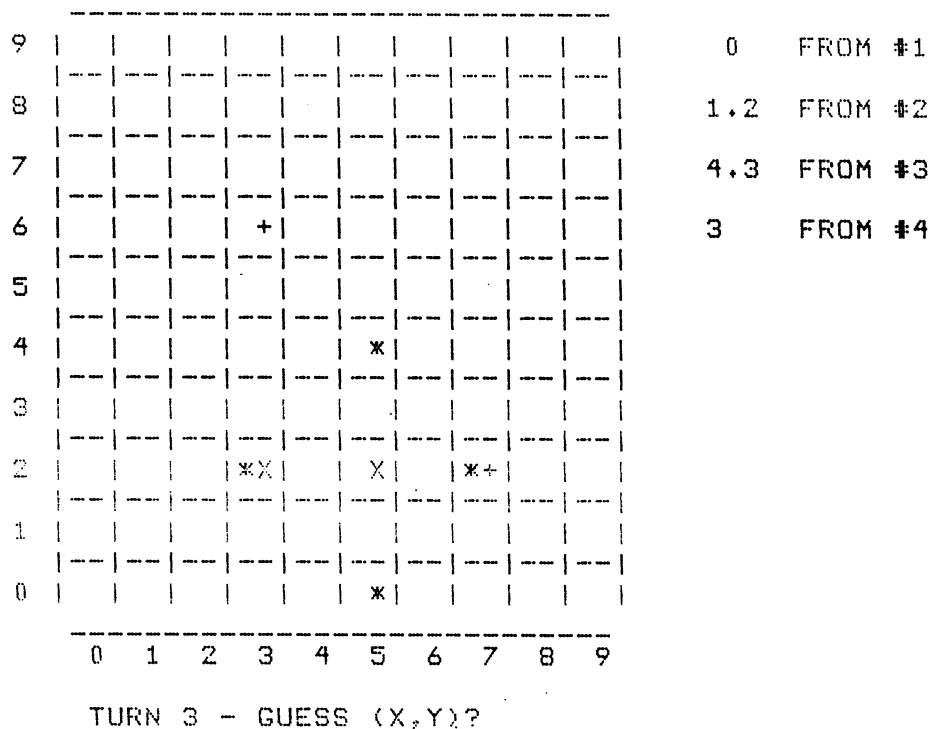 9 0 FROM #1
8 1.2 FROM #2
7 4.3 FROM #3
6 + 3 FROM #4
5
4 *
3
2 *X X *+
1
0 *
0 1 2 3 4 5 6 7 8 9
TURN 3 - GUESS (X,Y)?